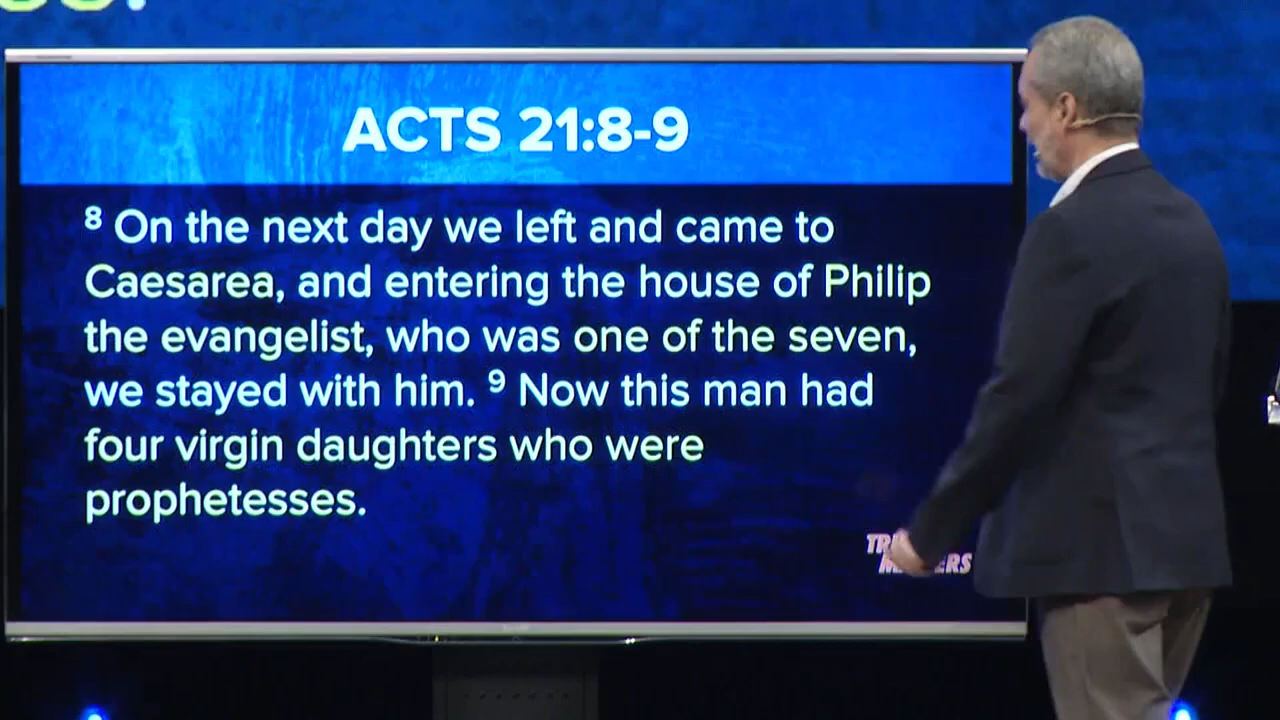 ACTS 21:8-9
8 On the next day we left and came to
Caesarea, and entering the house of Philip
the evangelist, who was one of the seven,
we stayed with him. 9 Now this man had
four virgin daughters who were
prophetesses.